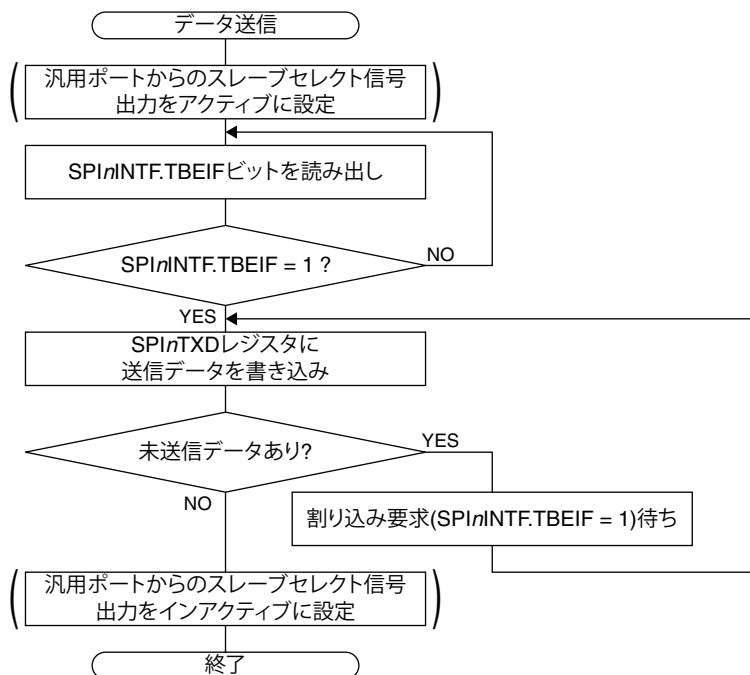 データ送信
汎用ポートからのスレーブセレクト信号
出力をアクティブに設定
SPInINTF.TBEIFビットを読み出し
SPInINTF.TBEIF = 1 ?
NO
YES
SPInTXDレジスタに
送信データを書き込み
未送信データあり?
YES
NO
割り込み要求(SPInINTF.TBEIF = 1)待ち
汎用ポートからのスレーブセレクト信号
出力をインアクティブに設定
終了